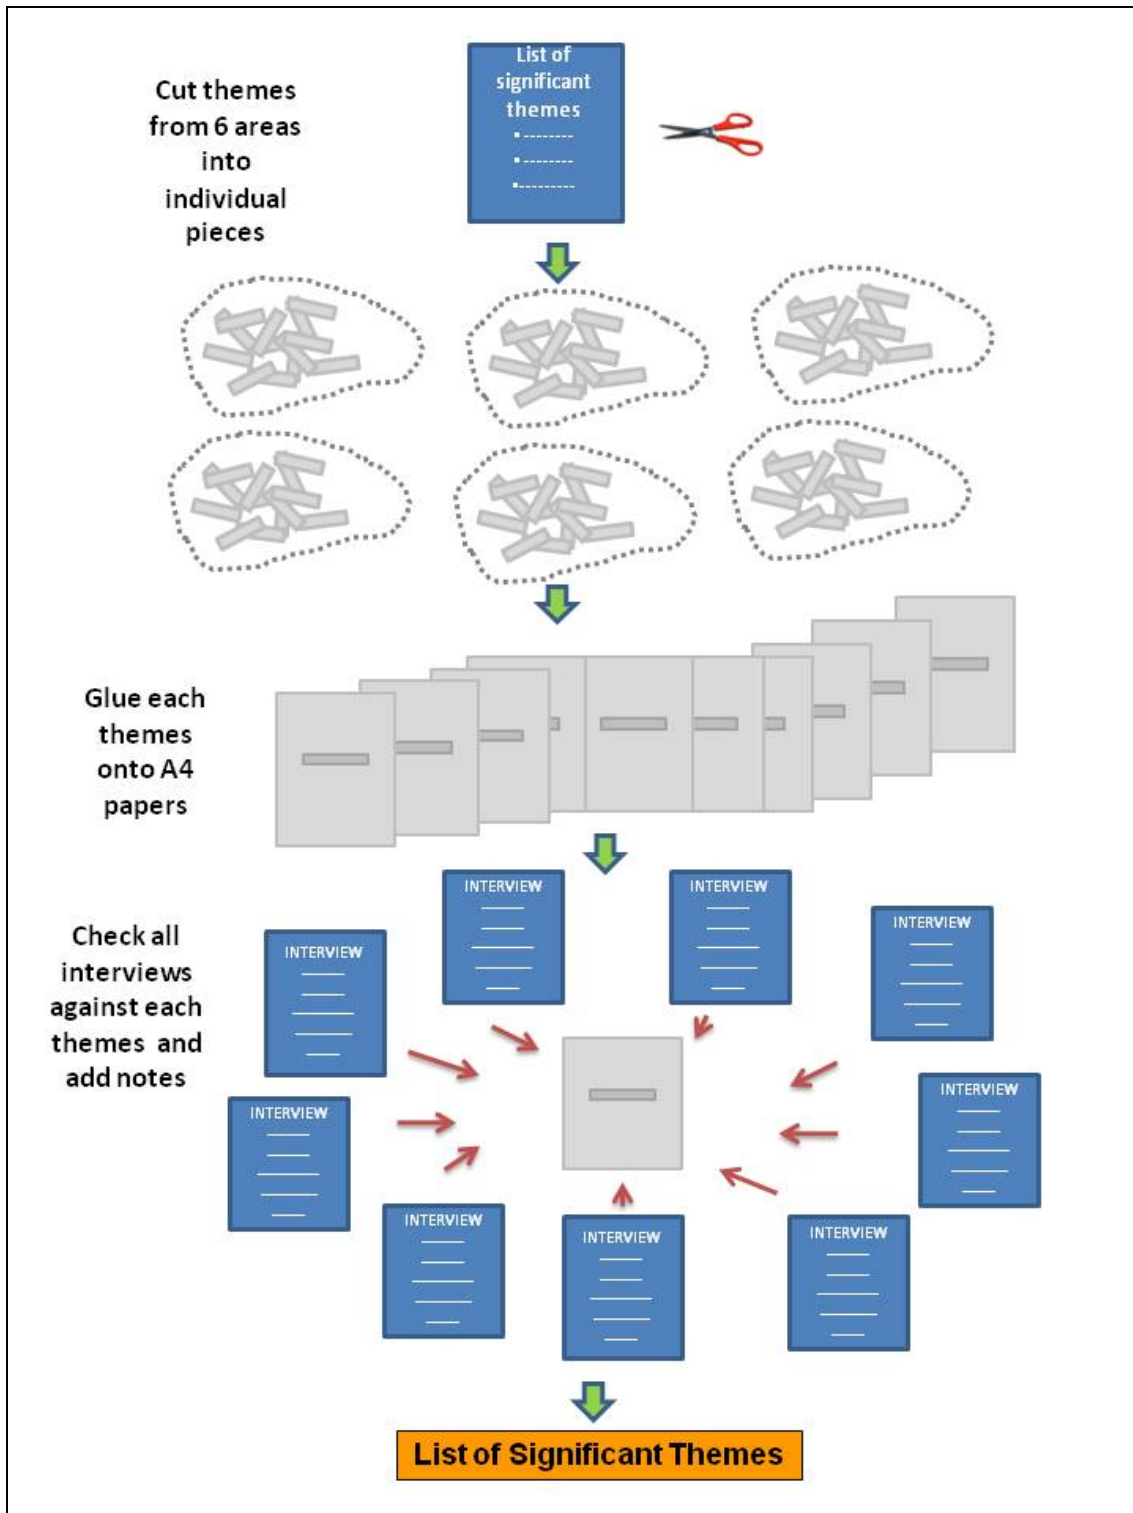 List of
significant
themes
▪ --------
▪ --------
▪---------
Cut themes
from 6 areas
into
individual
pieces
Glue each
themes
onto A4
papers
Check all
interviews
against each
themes and
add notes
INTERVIEW
INTERVIEW
INTERVIEW
INTERVIEW
INTERVIEW
INTERVIEW
INTERVIEW
INTERVIEW
INTERVIEW
List of Significant Themes